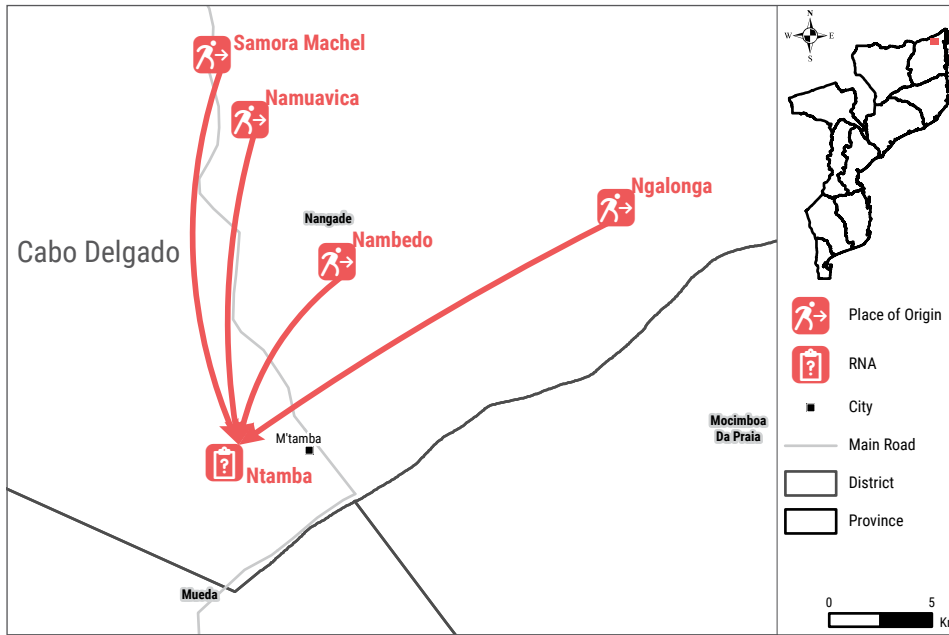 Samora Machel
Namuavica
Ngalonga
Nangade
Nambedo
Cabo Delgado
M'tamba
Ntamba
Mocimboa
Da Praia
Mueda
N
W
E
S
Place of Origin
?
RNA
City
Main Road
District
Province
0
5
?